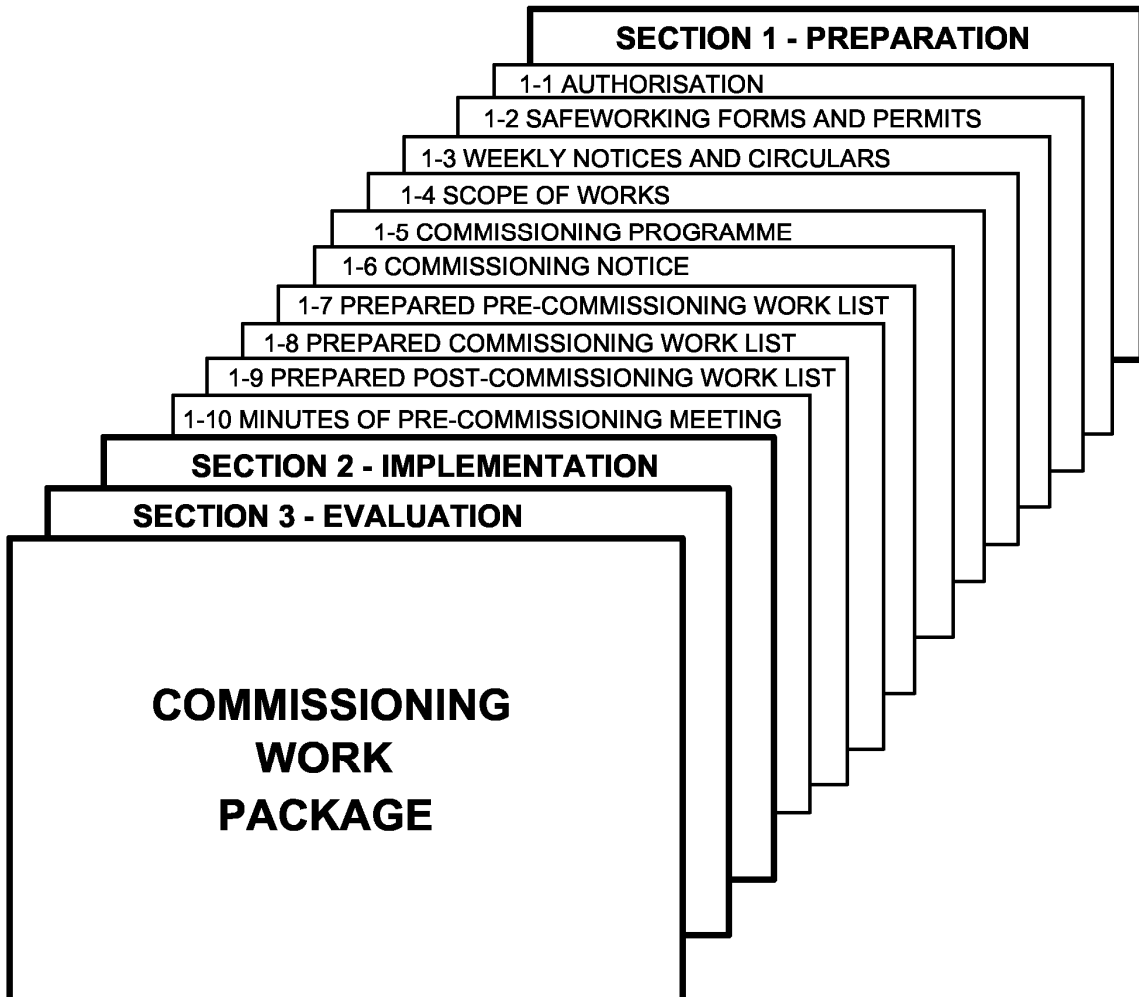 SECTION 1 - PREPARATION
1-1 AUTHORISATION
1-2 SAFEWORKING FORMS AND PERMITS
1-3 WEEKLY NOTICES AND CIRCULARS
1-4 SCOPE OF WORKS
1-5 COMMISSIONING PROGRAMME
1-6 COMMISSIONING NOTICE
1-7 PREPARED PRE-COMMISSIONING WORK LIST
1-8 PREPARED COMMISSIONING WORK LIST
1-9 PREPARED POST-COMMISSIONING WORK LIST
1-10 MINUTES OF PRE-COMMISSIONING MEETING
SECTION 2 - IMPLEMENTATION
SECTION 3 - EVALUATION
COMMISSIONING
WORK
PACKAGE